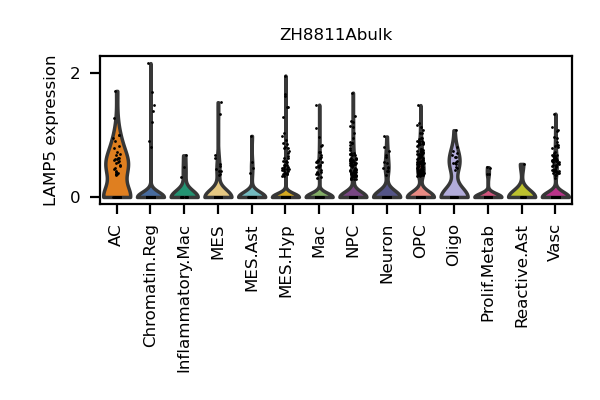 ZH8811Abulk
LAMP5 expression
2
0
AC
Chromatin.Reg
Inflammatory.Mac
MES
MES.Ast
MES.Hyp
Mac
NPC
Neuron
OPC
Oligo
Prolif.Metab
Reactive.Ast
Vasc